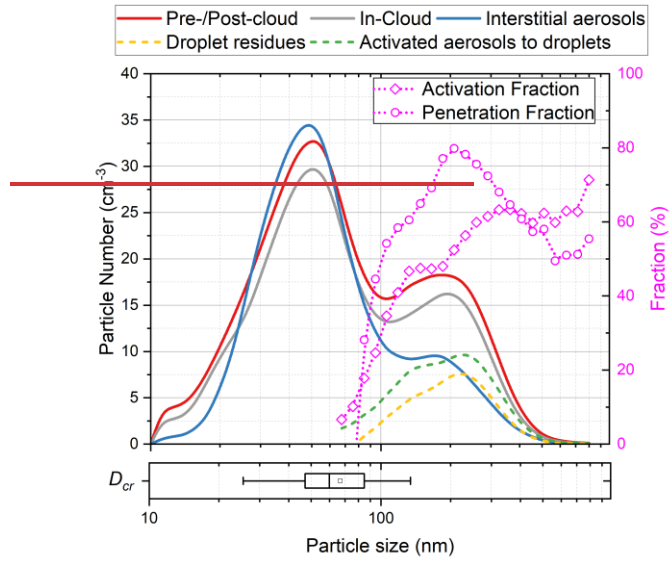 Pre-/Post-cloud In-Cloud Interstitial aerosols
Droplet residues Activated aerosols to droplets
Activation Fraction
Penetration Fraction
Particle Number (cm-3)
40
35
30
25
20
15
10
5
0
100
80
60
40
20
0
Fraction (%)
Dcr
10 100
Particle size (nm)